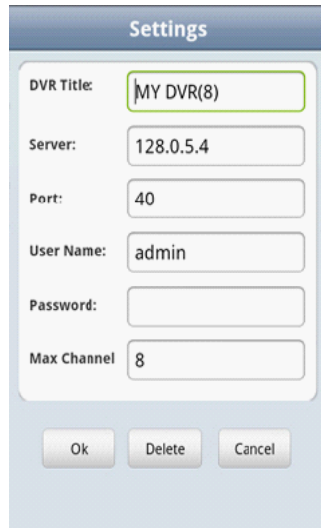 Settings
DVR Title: MY DVR(8)
Server: 128.0.5.4
Port: 40
User Name: admin
Password:
Max Channel 8
Ok Delete Cancel